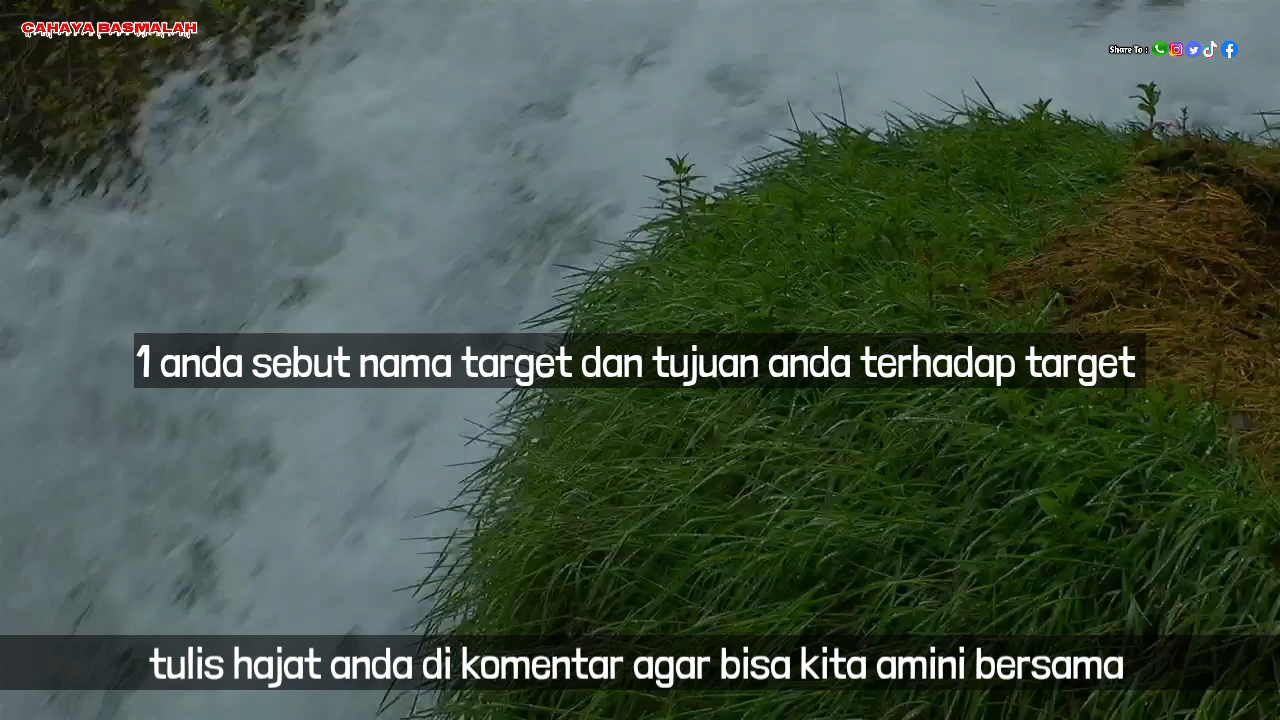 CAHAYA BASMALAH
Share To :
1 anda sebut nama target dan tujuan anda terhadap target
tulis hajat anda di komentar agar bisa kita amini bersama